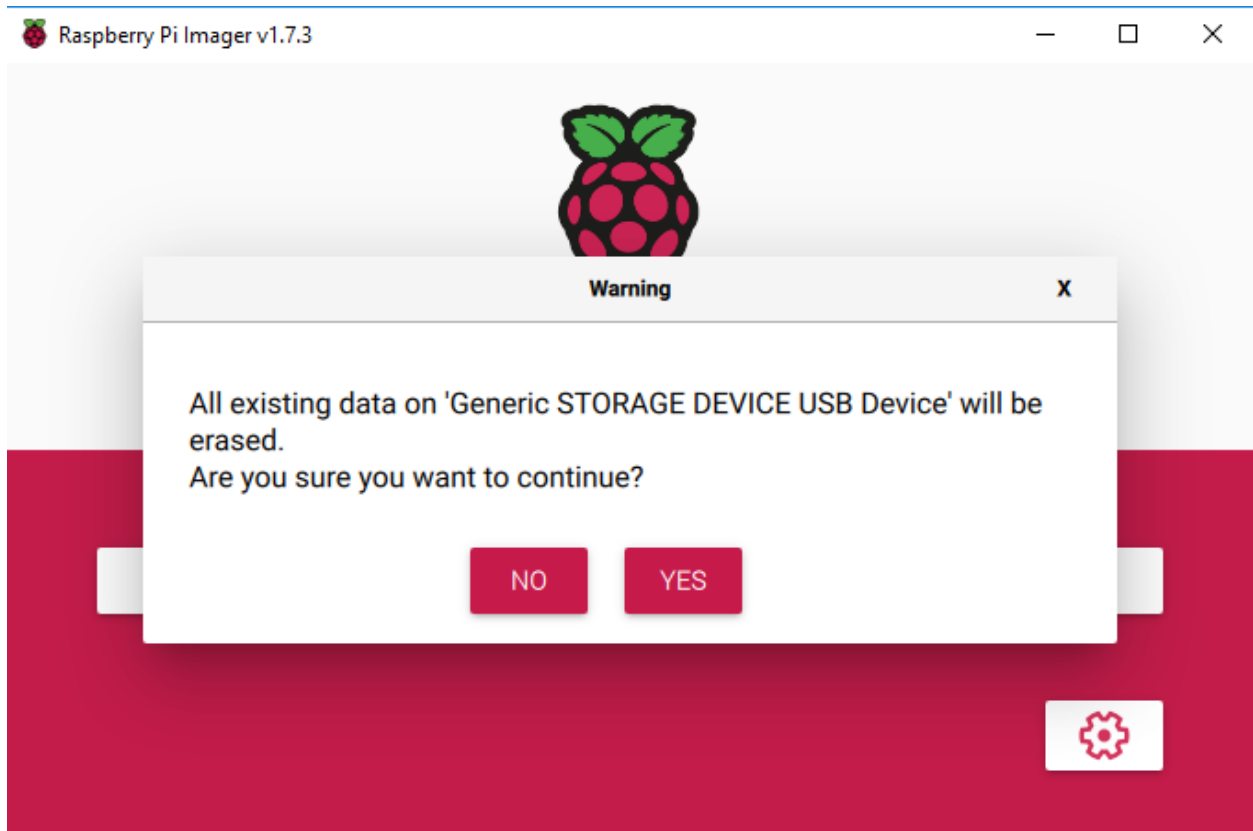 Raspberry Pi Imager v1.7.3
Warning
X
All existing data on 'Generic STORAGE DEVICE USB Device' will be
erased.
Are you sure you want to continue?
NO YES